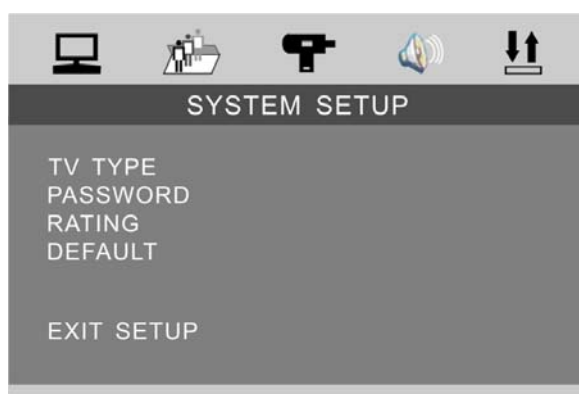 SYSTEM SETUP
TV TYPE
PASSWORD
RATING
DEFAULT
EXIT SETUP